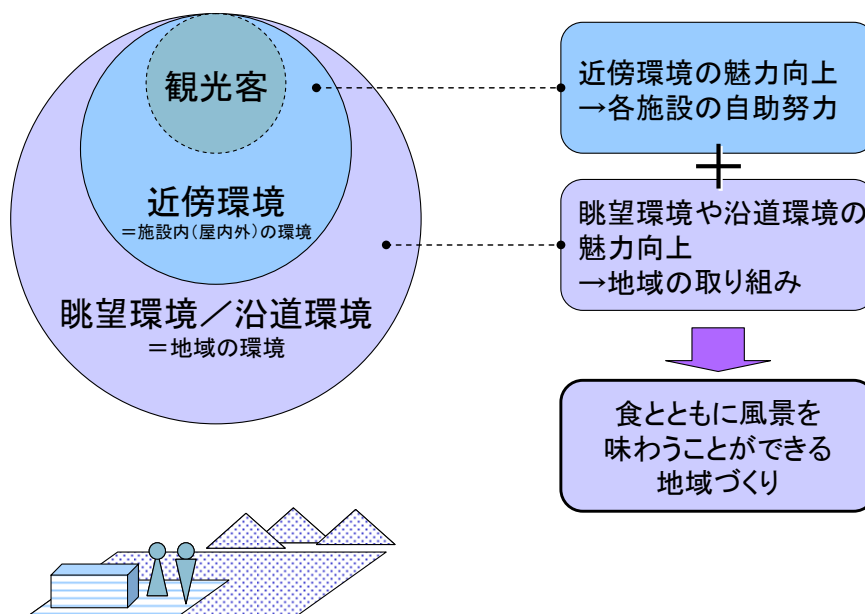 観光客
近傍環境
＝施設内（屋内外）の環境
眺望環境／沿道環境
＝地域の環境
近傍環境の魅力向上
→各施設の自助努力
＋
眺望環境や沿道環境の
魅力向上
→地域の取り組み
食とともに風景を
味わうことができる
地域づくり